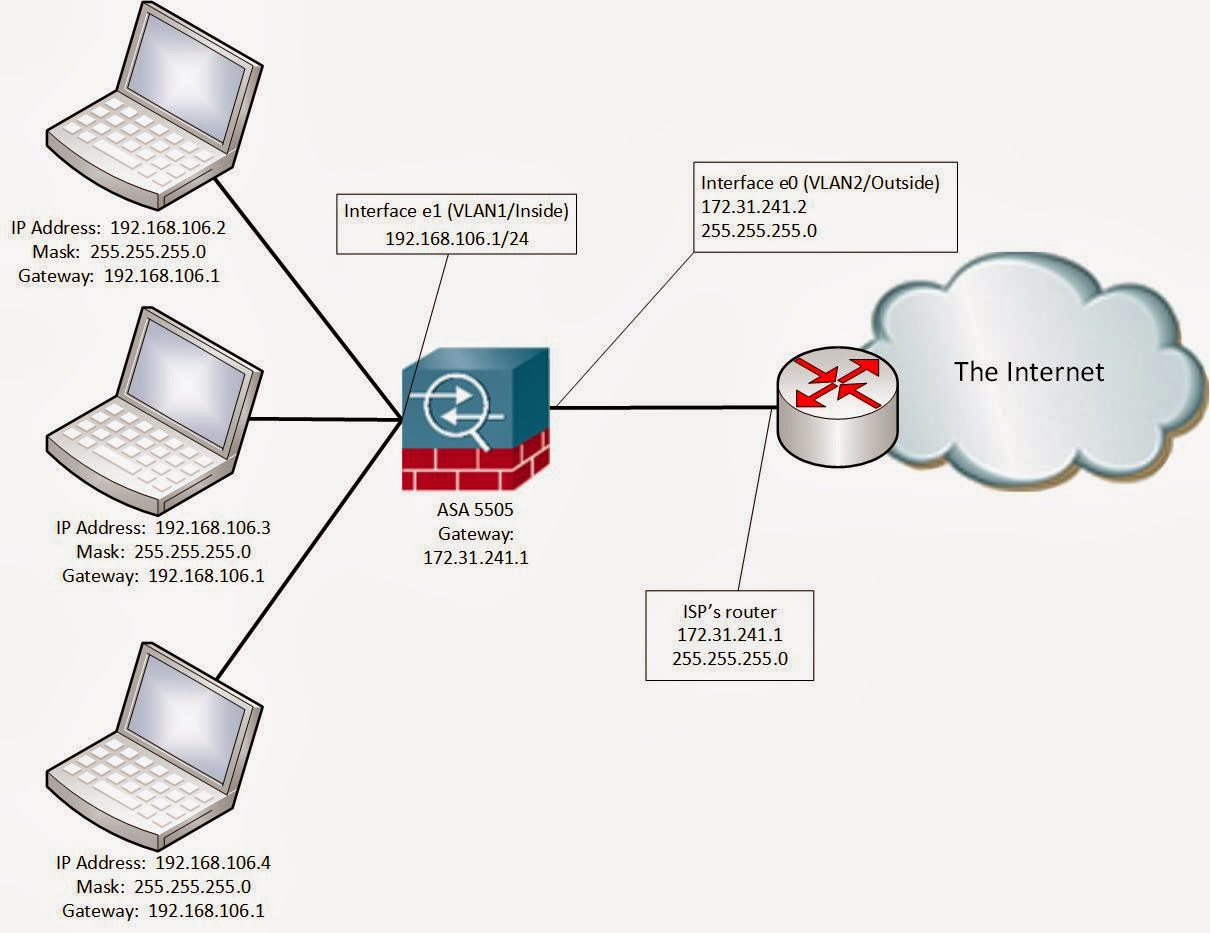 IP Address: 192.168.106.2
Mask: 255.255.255.0
Gateway: 192.168.106.1
Interface e1 (VLAN1/Inside)
192.168.106.1/24
Interface e0 (VLAN2/Outside)
172.31.241.2
255.255.255.0
The Internet
IP Address: 192.168.106.3
Mask: 255.255.255.0
Gateway: 192.168.106.1
ASA 5505
Gateway:
172.31.241.1
ISP's router
172.31.241.1
255.255.255.0
IP Address: 192.168.106.4
Mask: 255.255.255.0
Gateway: 192.168.106.1